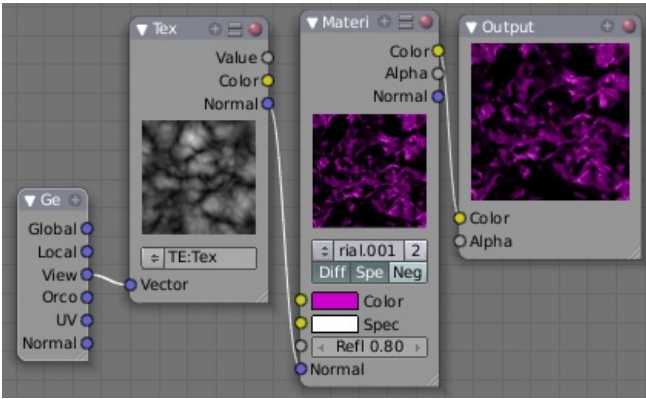 Ge
Global
Local
View
Orco
UV
Normal
Tex
Value
Color
Normal
TE:Tex
Vector
Materi
Color
Alpha
Normal
rial.001 2
Diff Spe Neg
Color
Spec
Refl 0.80
Normal
Output
Color
Alpha